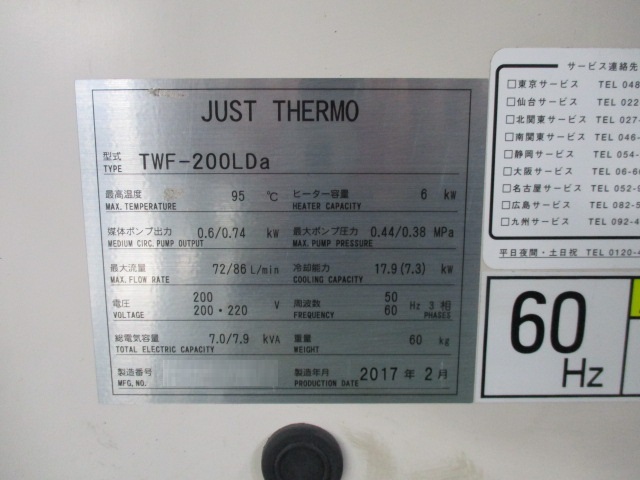 JUST THERMO
型式 TYPE TWF-200LDa
最高温度 MAX. TEMPERATURE 95 ℃ ヒーター容量 HEATER CAPACITY 6 kW
媒体ポンプ出力 MEDIUM CIRC. PUMP OUTPUT 0.6/0.74 kW 最大ポンプ圧力 MAX. PUMP PRESSURE 0.44/0.38 MPa
最大流量 MAX. FLOW RATE 72/86 L/min 冷却能力 COOLING CAPACITY 17.9(7.3) kW
電圧 VOLTAGE 200 200・220 V 周波数 FREQUENCY 50 60 Hz 3 相 PHASES
総電気容量 TOTAL ELECTRIC CAPACITY 7.0/7.9 kVA 重量 WEIGHT 60 kg
製造番号 MFG. NO. 製造年月 PRODUCTION DATE 2017 年 2 月
サービス連絡先
□東京サービス TEL 048
□仙台サービス TEL 022
□北関東サービス TEL 027-
□南関東サービス TEL 046-
□静岡サービス TEL 054-
□大阪サービス TEL 06-6
□名古屋サービス TEL 052-9
□広島サービス TEL 082-5
□九州サービス TEL 092-4
平日夜間・土日祝 TEL 0120-4
60
Hz